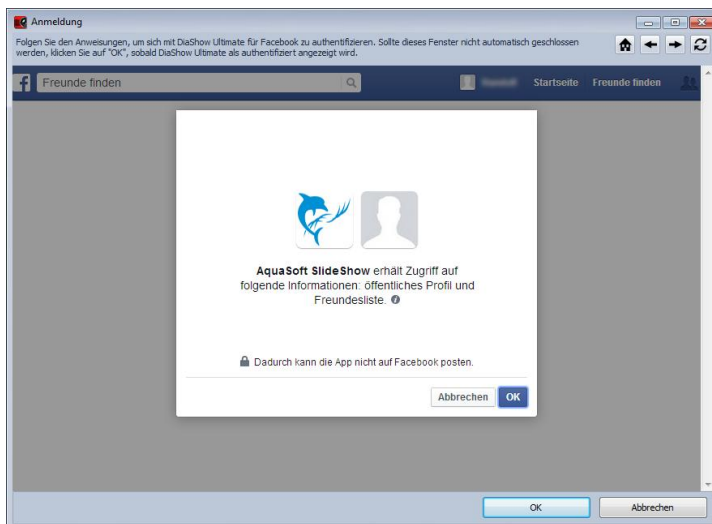 Anmeldung
Folgen Sie den Anweisungen, um sich mit DiaShow Ultimate für Facebook zu authentifizieren. Sollte dieses Fenster nicht automatisch geschlossen
werden, klicken Sie auf "OK", sobald DiaShow Ultimate als authentifiziert angezeigt wird.
f Freunde finden Startseite Freunde finden
AquaSoft SlideShow erhält Zugriff auf
folgende Informationen: öffentliches Profil und
Freundesliste.
Dadurch kann die App nicht auf Facebook posten.
Abbrechen OK
OK Abbrechen